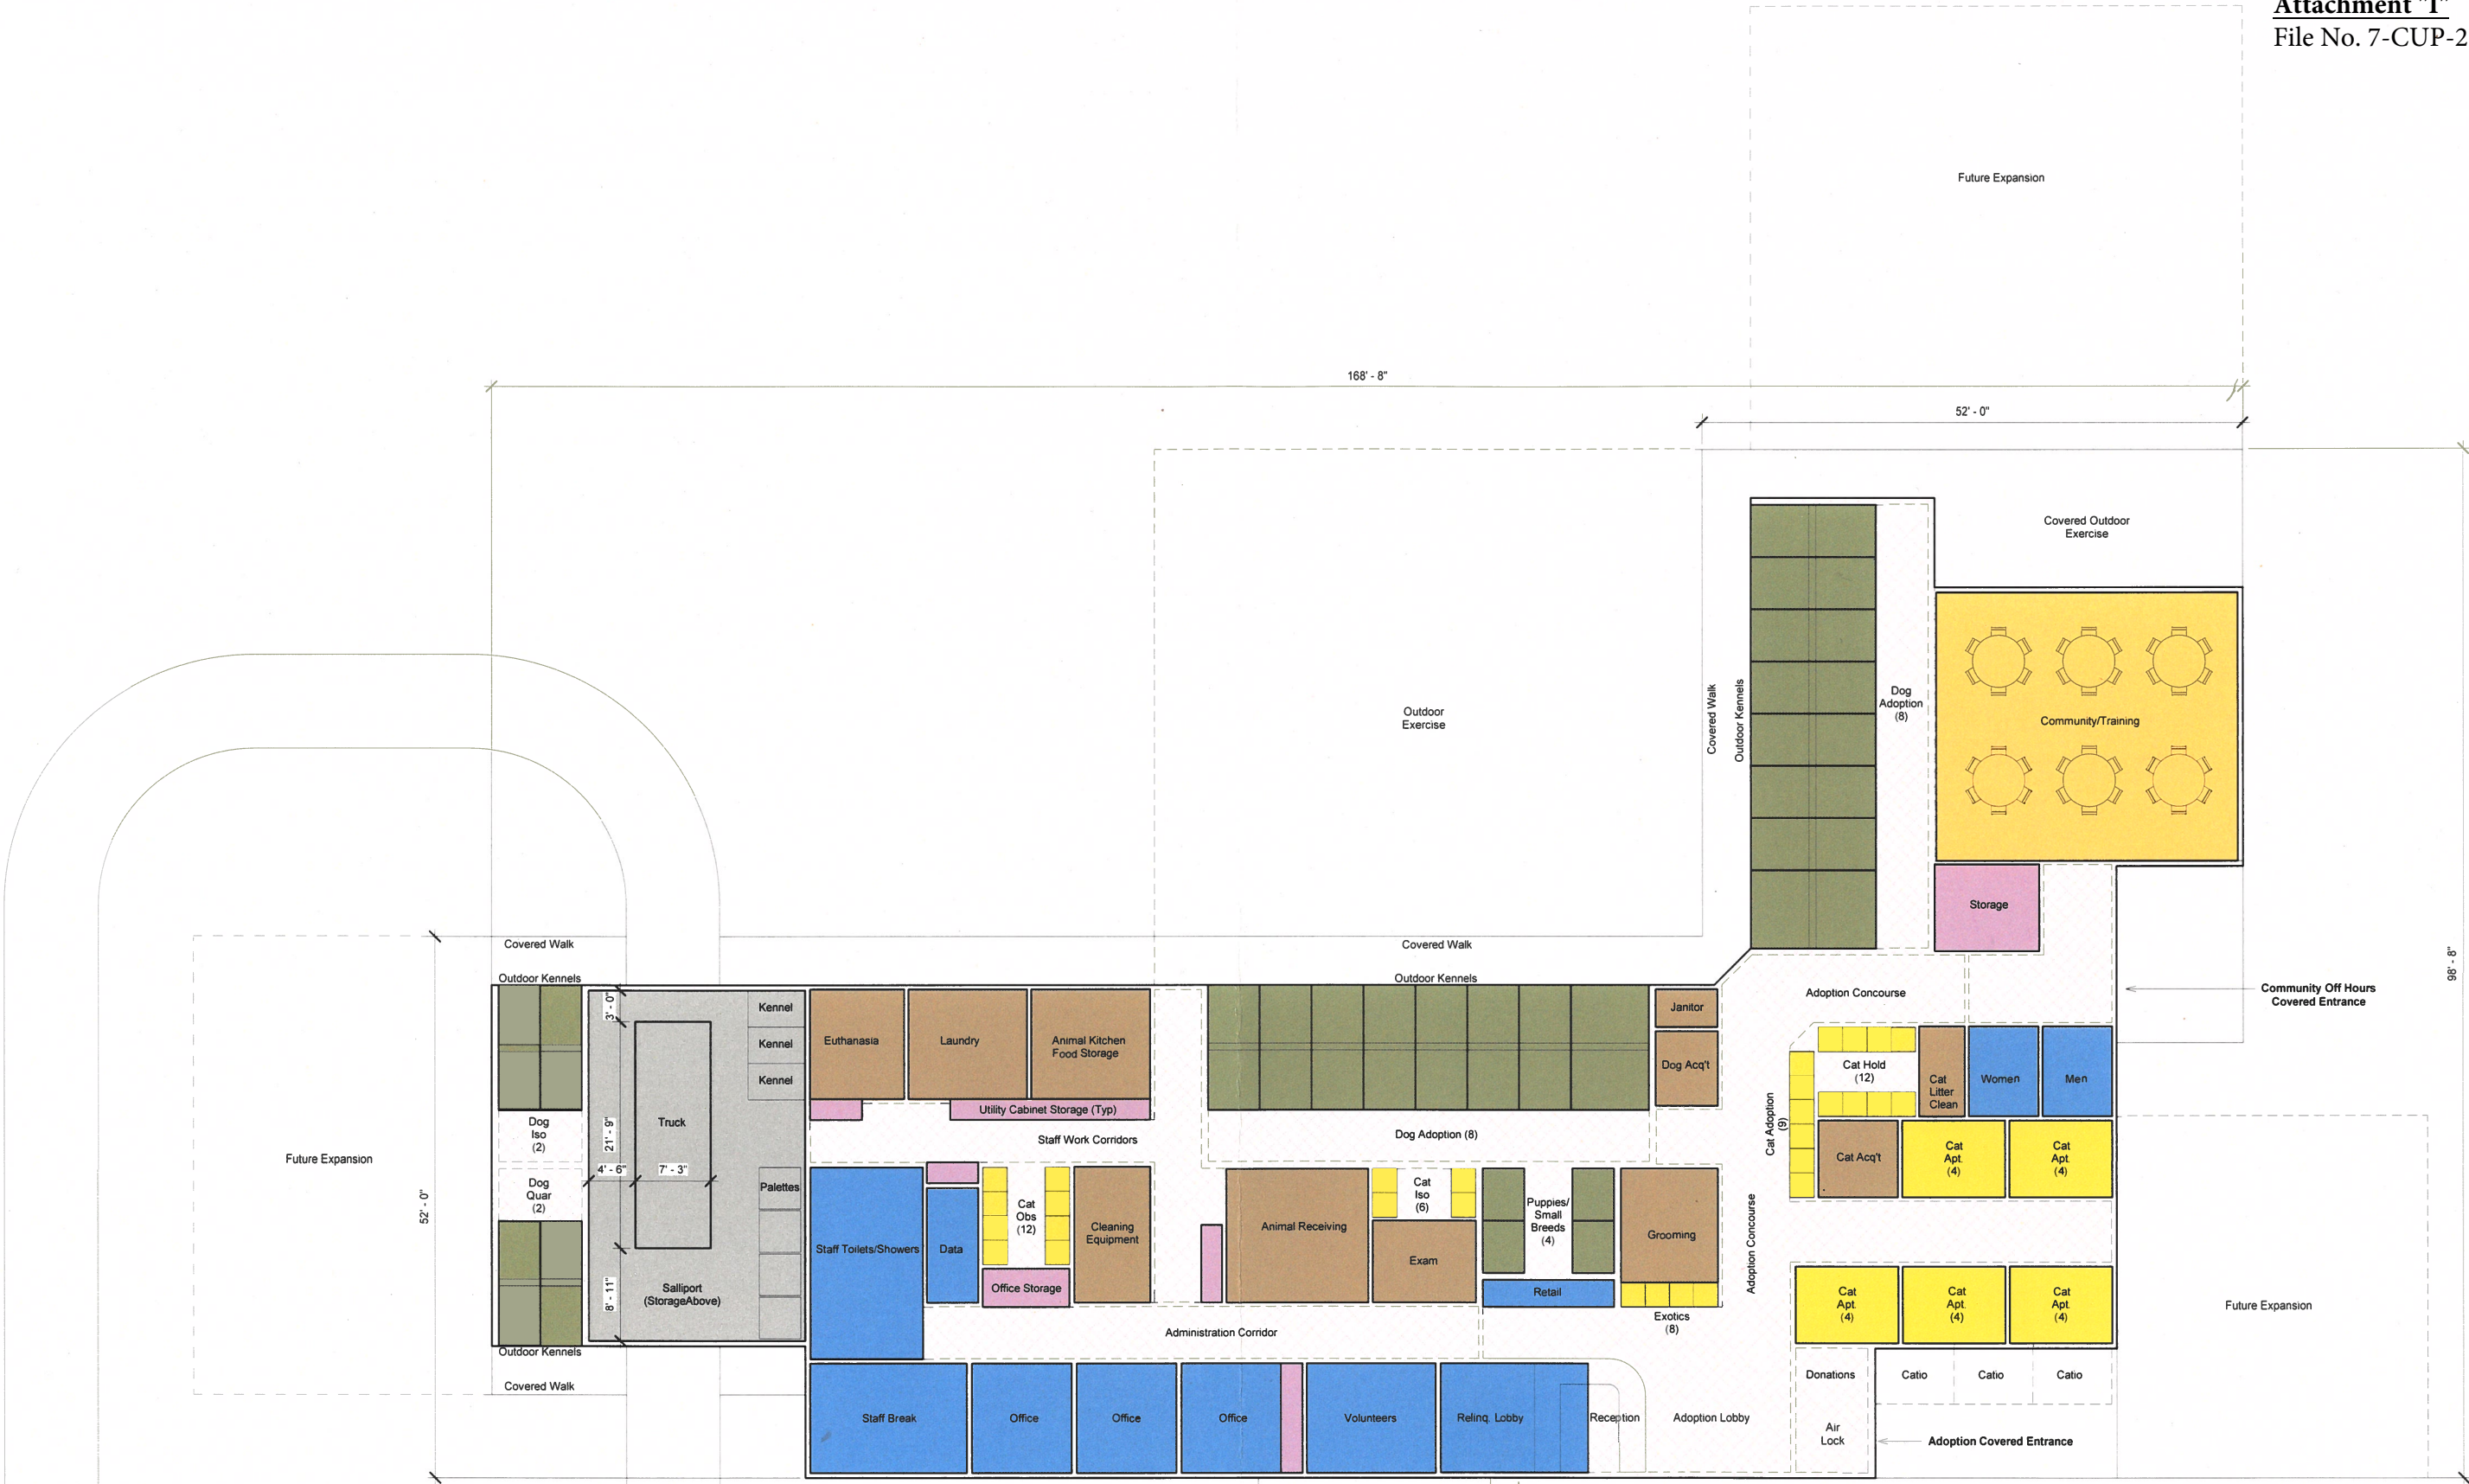 Attachment "I"
File No. 7-CUP-2
Future Expansion
168' - 8"
52' - 0"
Covered Outdoor
Exercise
Outdoor
Exercise
Covered Walk
Outdoor Kennels
Dog
Adoption
(8)
Community/Training
Storage
98' - 8"
Covered Walk
Outdoor Kennels
Covered Walk
Outdoor Kennels
Adoption Concourse
Community Off Hours
Covered Entrance
3' - 0"
Kennel
Kennel
Kennel
Euthanasia
Laundry
Animal Kitchen
Food Storage
Janitor
Dog Acq't
Cat Hold
(12)
Cat
Litter
Clean
Women
Men
Utility Cabinet Storage (Typ)
Dog
Iso
(2)
Truck
21' - 9"
Staff Work Corridors
Dog Adoption (8)
Cat Adoption
(9)
Cat Acq't
Cat
Apt.
(4)
Cat
Apt.
(4)
Future Expansion
4' - 6"
7' - 3"
Dog
Quar
(2)
Palettes
52' - 0"
Staff Toilets/Showers
Data
Cat
Obs
(12)
Cleaning
Equipment
Animal Receiving
Cat
Iso
(6)
Exam
Puppies/
Small
Breeds
(4)
Grooming
Adoption Concourse
Office Storage
Retail
8' - 11"
Salliport
(StorageAbove)
Exotics
(8)
Cat
Apt.
(4)
Cat
Apt.
(4)
Cat
Apt.
(4)
Future Expansion
Administration Corridor
Outdoor Kennels
Covered Walk
Donations
Catio
Catio
Catio
Staff Break
Office
Office
Office
Volunteers
Relinq. Lobby
Reception
Adoption Lobby
Air
Lock
Adoption Covered Entrance